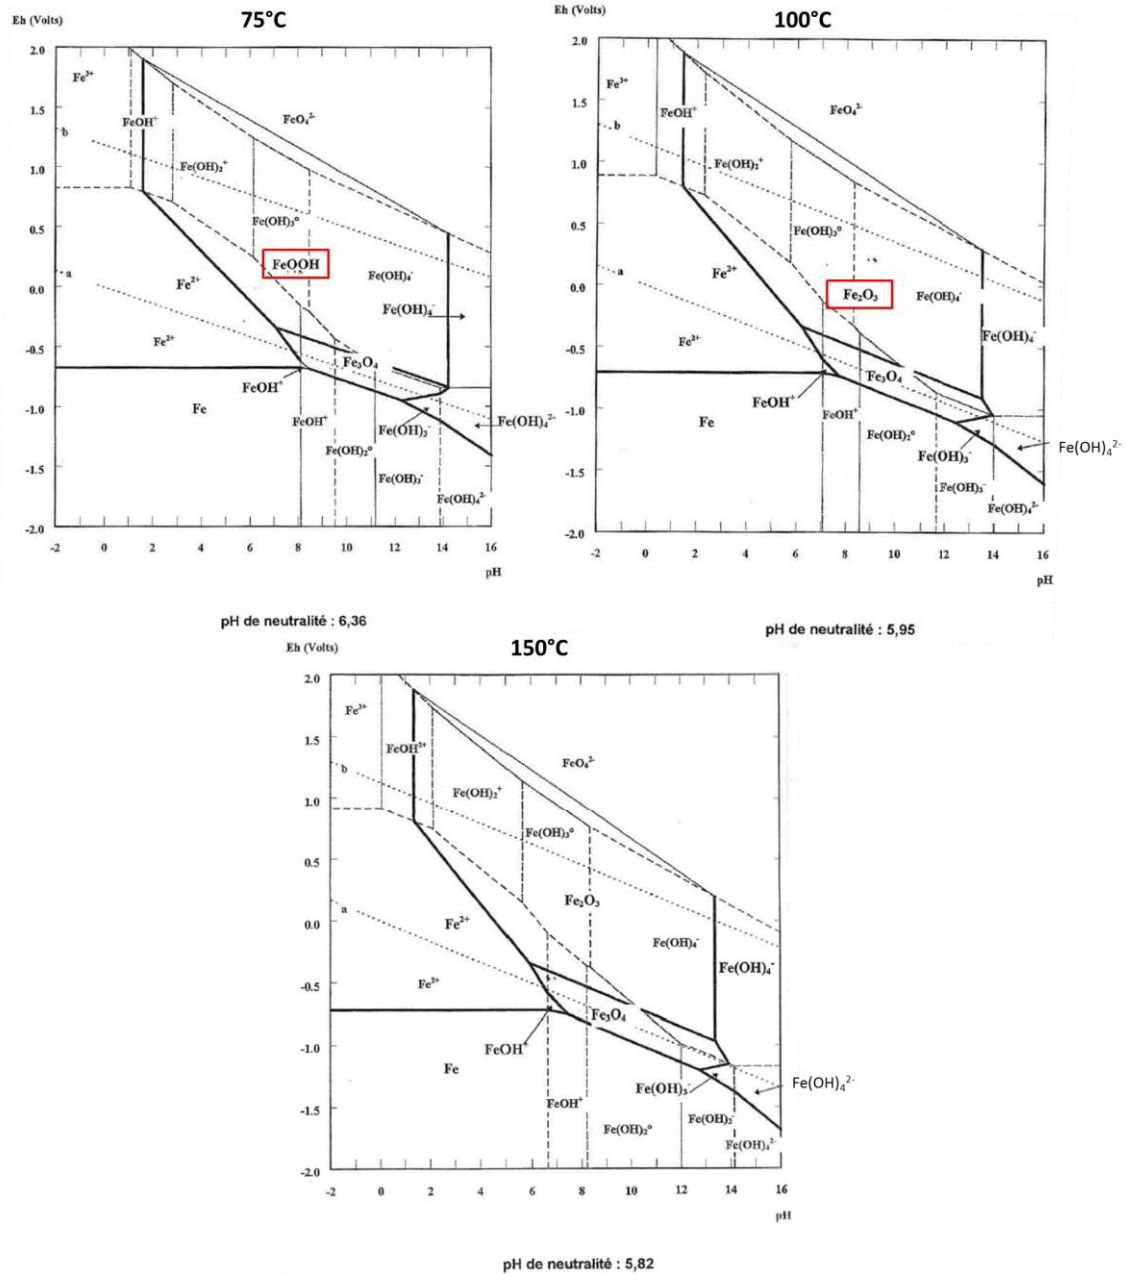 75°C
Eh (Volts)
2.0
1.5
1.0
0.5
0.0
-0.5
-1.0
-1.5
-2.0
Fe³⁺
FeOH⁺
FeO₄²⁻
b
Fe(OH)₂⁺
Fe(OH)₃°
FeOOH
Fe(OH)₄⁻
Fe(OH)₄⁻
a
Fe²⁺
Fe²⁺
Fe₃O₄
FeOH⁺
Fe
FeOH⁺
Fe(OH)₃⁻
Fe(OH)₄²⁻
Fe(OH)₂°
Fe(OH)₃⁻
Fe(OH)₄²⁻
-2 0 2 4 6 8 10 12 14 16
pH
pH de neutralité : 6,36
100°C
Eh (Volts)
2.0
1.5
1.0
0.5
0.0
-0.5
-1.0
-1.5
-2.0
Fe³⁺
FeOH⁺
FeO₄²⁻
b
Fe(OH)₂⁺
Fe(OH)₃°
Fe²⁺
Fe₂O₃
Fe(OH)₄⁻
a
Fe²⁺
Fe(OH)₄⁻
Fe₃O₄
FeOH⁺
Fe
FeOH⁺
Fe(OH)₂°
Fe(OH)₃⁻
Fe(OH)₄²⁻
Fe(OH)₃⁻
Fe(OH)₄²⁻
-2 0 2 4 6 8 10 12 14 16
pH
pH de neutralité : 5,95
150°C
Eh (Volts)
2.0
1.5
1.0
0.5
0.0
-0.5
-1.0
-1.5
-2.0
Fe³⁺
FeOH²⁺
FeO₄²⁻
b
Fe(OH)₂⁺
Fe(OH)₃°
Fe₂O₃
a
Fe²⁺
Fe(OH)₄⁻
Fe(OH)₄⁻
Fe²⁺
Fe₃O₄
FeOH⁺
Fe
Fe(OH)₃⁻
Fe(OH)₄²⁻
FeOH⁺
Fe(OH)₂°
Fe(OH)₃⁻
Fe(OH)₄²⁻
-2 0 2 4 6 8 10 12 14 16
pH
pH de neutralité : 5,82